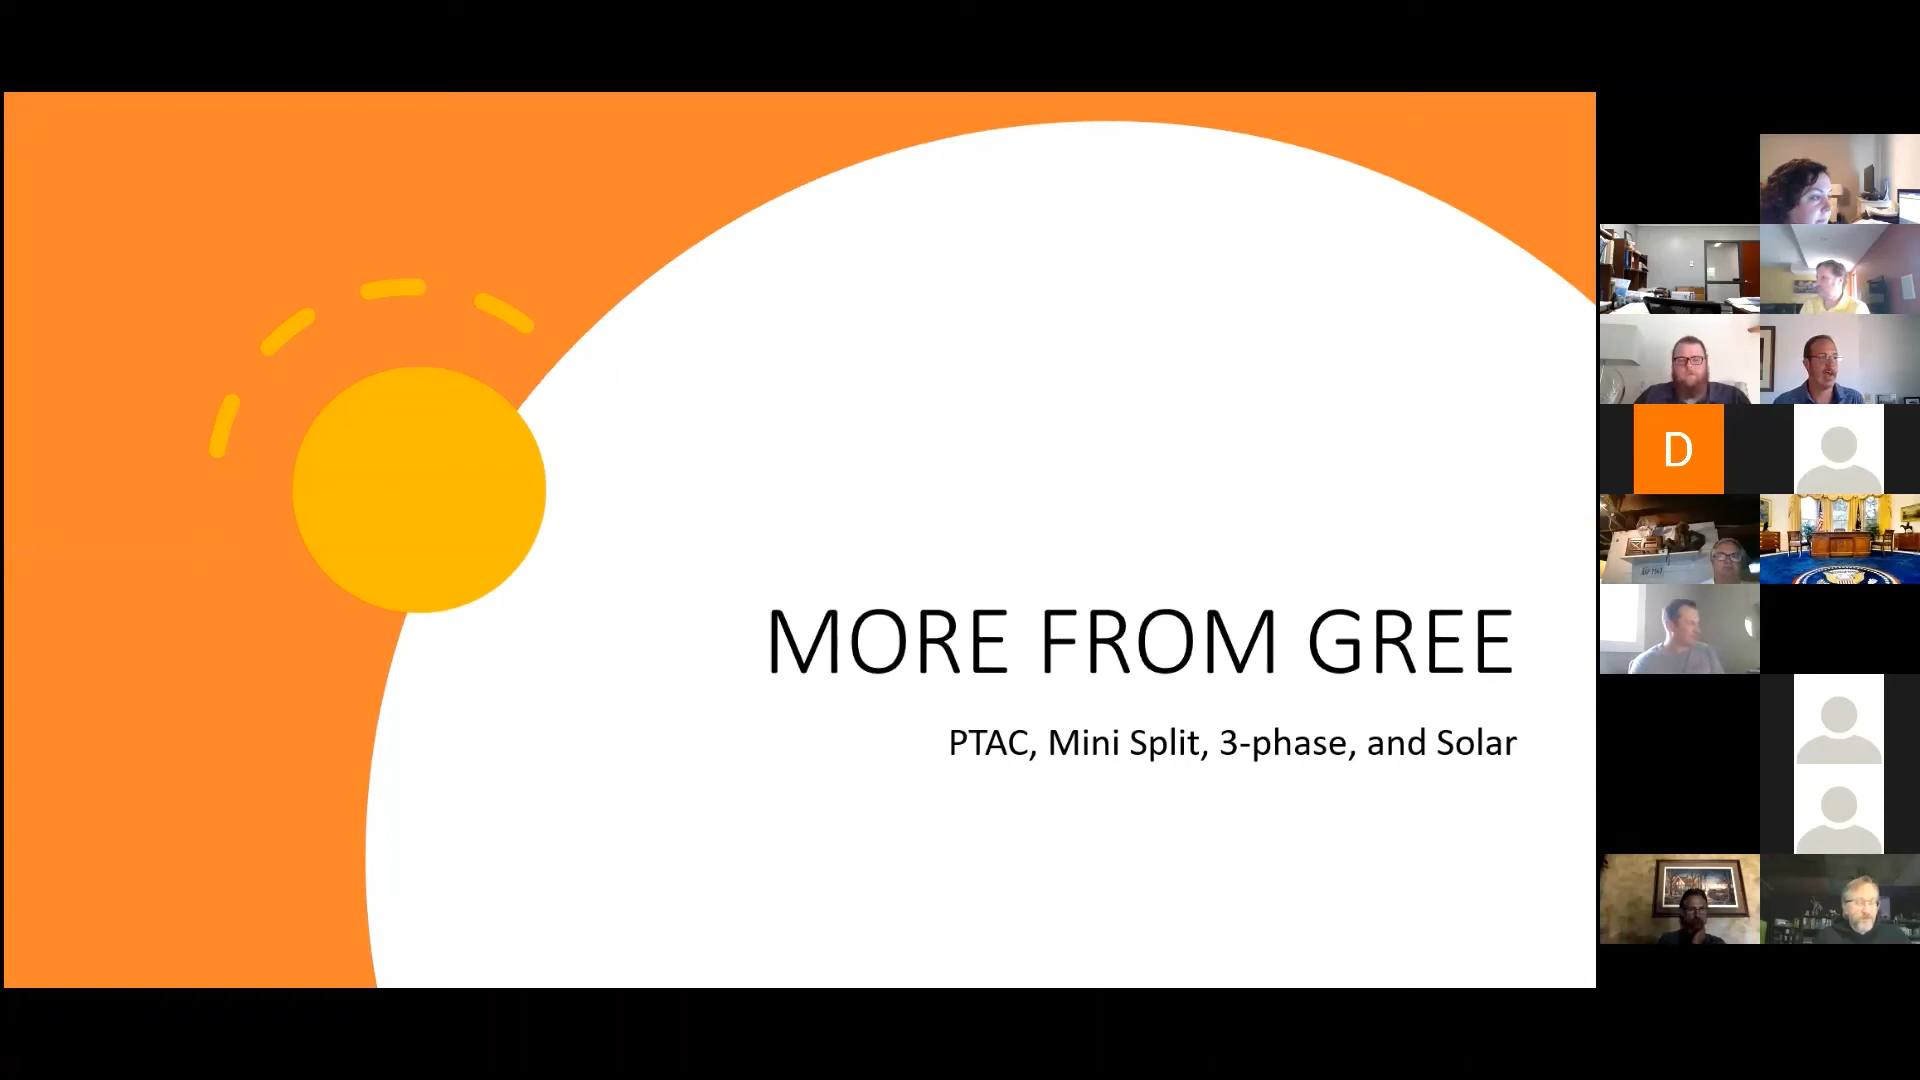 MORE FROM GREE
PTAC, Mini Split, 3-phase, and Solar
D